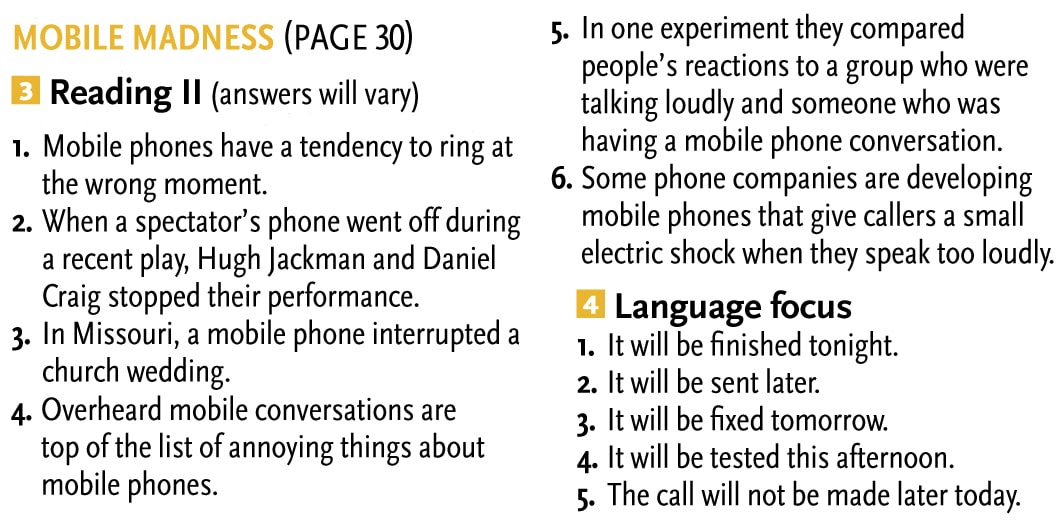 MOBILE MADNESS (PAGE 30)
3 Reading II (answers will vary)
1. Mobile phones have a tendency to ring at
the wrong moment.
2. When a spectator's phone went off during
a recent play, Hugh Jackman and Daniel
Craig stopped their performance.
3. In Missouri, a mobile phone interrupted a
church wedding.
4. Overheard mobile conversations are
top of the list of annoying things about
mobile phones.
5. In one experiment they compared
people's reactions to a group who were
talking loudly and someone who was
having a mobile phone conversation.
6. Some phone companies are developing
mobile phones that give callers a small
electric shock when they speak too loudly.
4 Language focus
1. It will be finished tonight.
2. It will be sent later.
3. It will be fixed tomorrow.
4. It will be tested this afternoon.
5. The call will not be made later today.